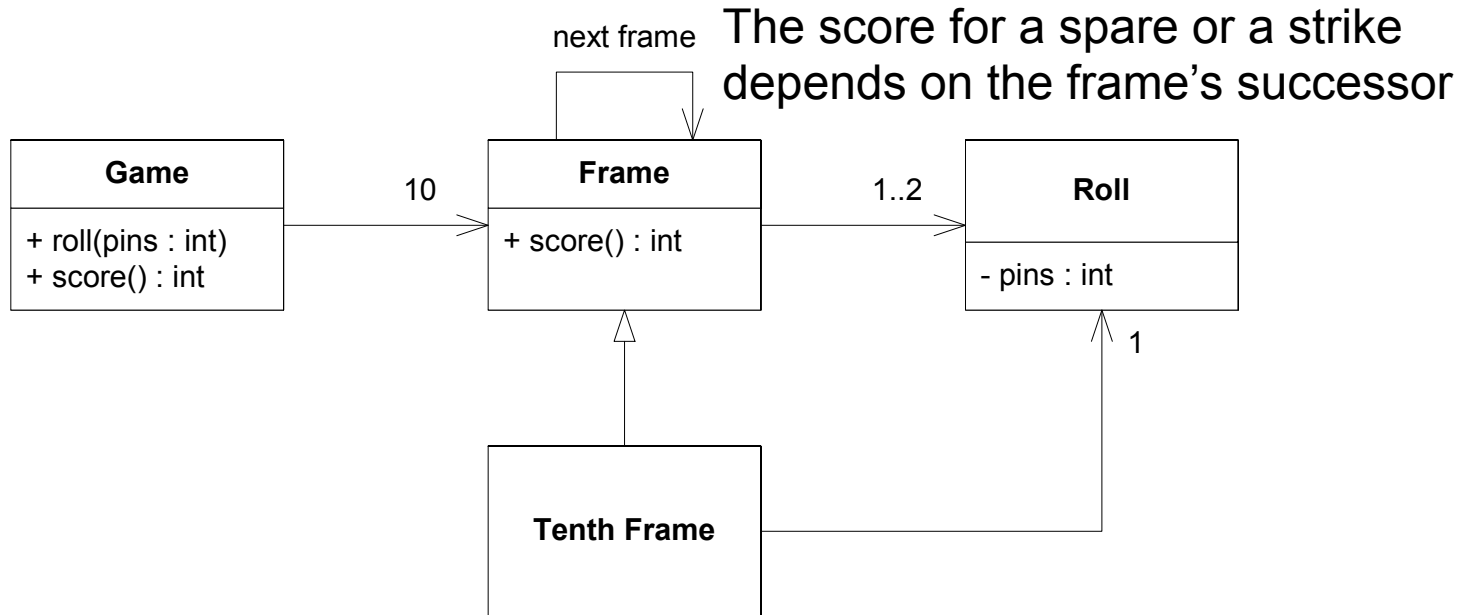 next frame
The score for a spare or a strike
depends on the frame’s successor
Game
+ roll(pins : int)
+ score() : int
10
Frame
+ score() : int
1..2
Roll
- pins : int
1
Tenth Frame